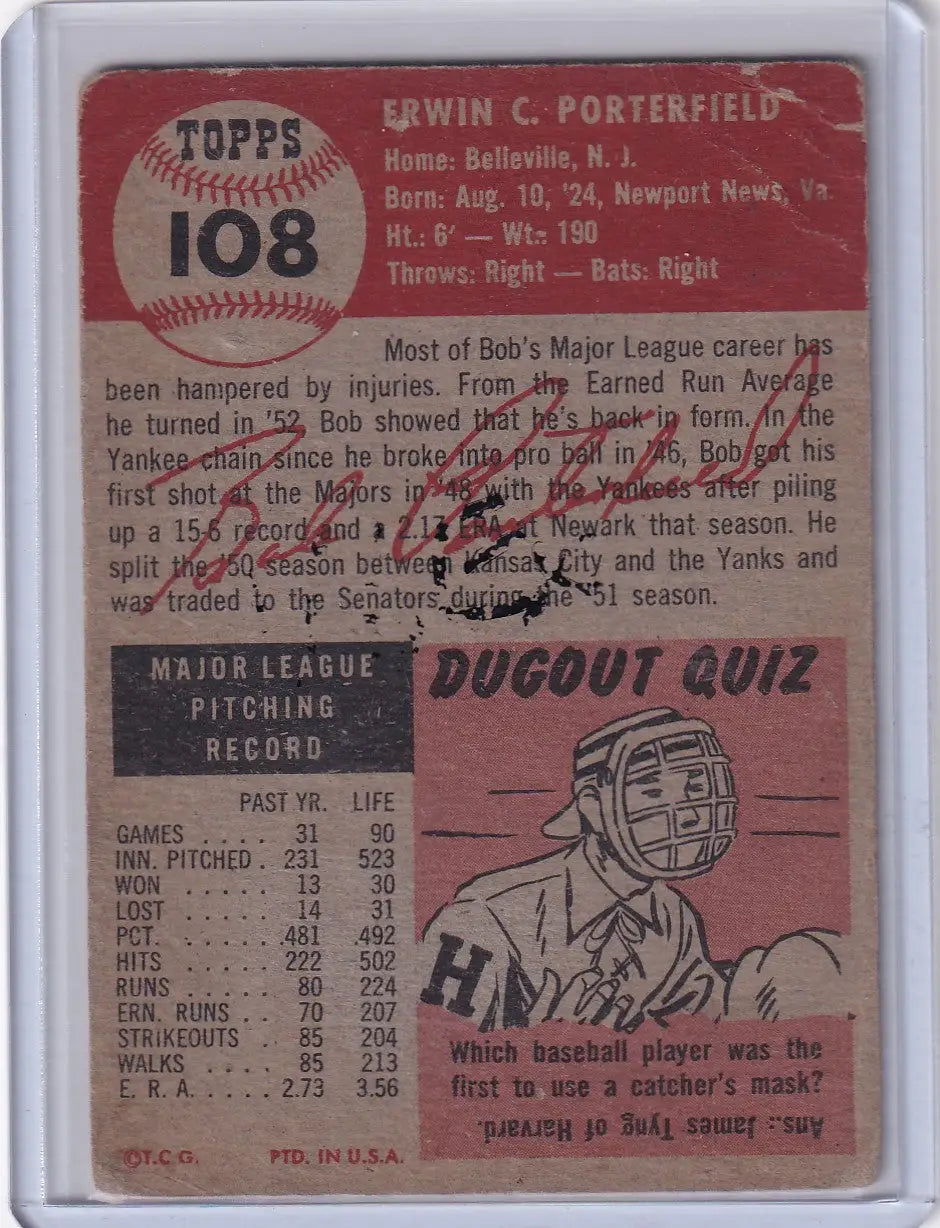 TOPPS
108
ERWIN C. PORTERFIELD
Home: Belleville, N. J.
Born: Aug. 10, '24, Newport News, Va.
Ht.: 6' — Wt.: 190
Throws: Right — Bats: Right
Most of Bob's Major League career has
been hampered by injuries. From the Earned Run Average
he turned in '52, Bob showed that he's back in form. In the
Yankee chain since he broke into pro ball in '46, Bob got his
first shot at the Majors in '48 with the Yankees after piling
up a 15-6 record and a 2.17 ERA at Newark that season. He
split the '50 season between Kansas City and the Yanks and
was traded to the Senators during the '51 season.
Bob Porterfield
MAJOR LEAGUE
PITCHING
RECORD
PAST YR. LIFE
GAMES .... 31 90
INN. PITCHED . 231 523
WON ..... 13 30
LOST ..... 14 31
PCT. ..... .481 .492
HITS ..... 222 502
RUNS ..... 80 224
ERN. RUNS .. 70 207
STRIKEOUTS . 85 204
WALKS .... 85 213
E. R. A. .... 2.73 3.56
©T.C.G. PTD. IN U.S.A.
DUGOUT QUIZ
H
Which baseball player was the
first to use a catcher's mask?
Ans.: James Tyng of Harvard.